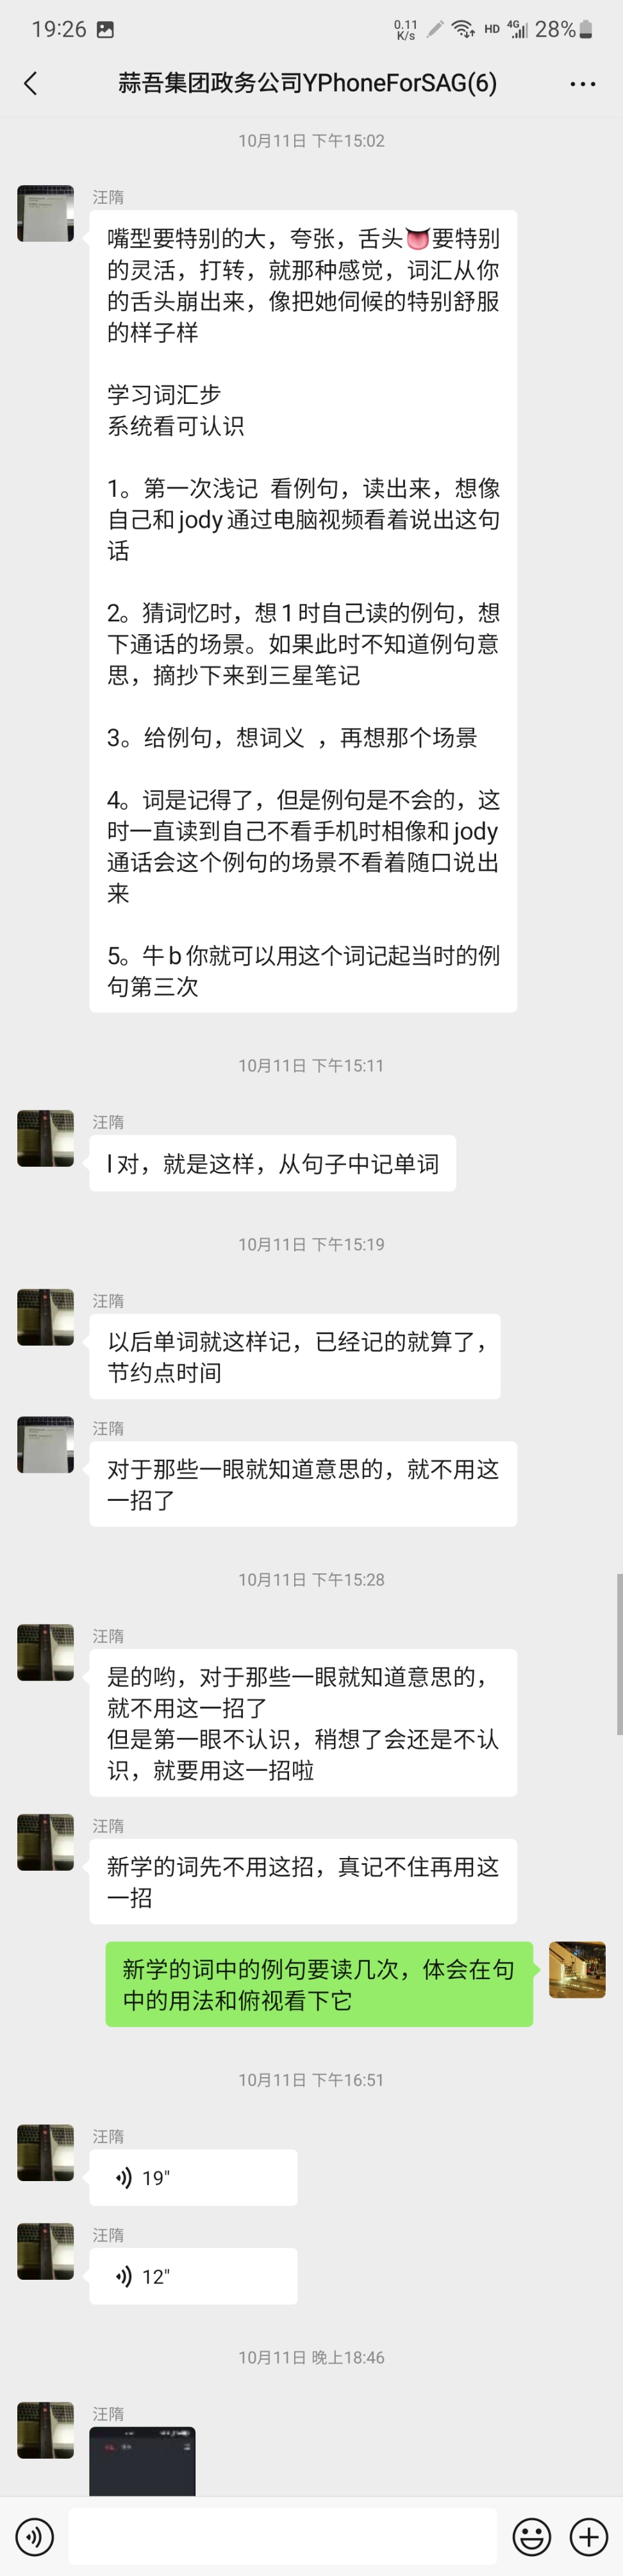 19:26
0.11
K/s
HD
4G
28%
蒜吾集团政务公司YPhoneForSAG(6)
10月11日 下午15:02
汪隋
嘴型要特别的大，夸张，舌头👅要特别
的灵活，打转，就那种感觉，词汇从你
的舌头崩出来，像把她伺候的特别舒服
的样子样
学习词汇步
系统看可认识
1。第一次浅记 看例句，读出来，想像
自己和jody通过电脑视频看着说出这句
话
2。猜词忆时，想1时自己读的例句，想
下通话的场景。如果此时不知道例句意
思，摘抄下来到三星笔记
3。给例句，想词义 ，再想那个场景
4。词是记得了，但是例句是不会的，这
时一直读到自己不看手机时相像和jody
通话会这个例句的场景不看着随口说出
来
5。牛b你就可以用这个词记起当时的例
句第三次
10月11日 下午15:11
汪隋
l对，就是这样，从句子中记单词
10月11日 下午15:19
汪隋
以后单词就这样记，已经记的就算了，
节约点时间
汪隋
对于那些一眼就知道意思的，就不用这
一招了
10月11日 下午15:28
汪隋
是的哟，对于那些一眼就知道意思的，
就不用这一招了
但是第一眼不认识，稍想了会还是不认
识，就要用这一招啦
汪隋
新学的词先不用这招，真记不住再用这
一招
新学的词中的例句要读几次，体会在句
中的用法和俯视看下它
10月11日 下午16:51
汪隋
19"
汪隋
12"
10月11日 晚上18:46
汪隋